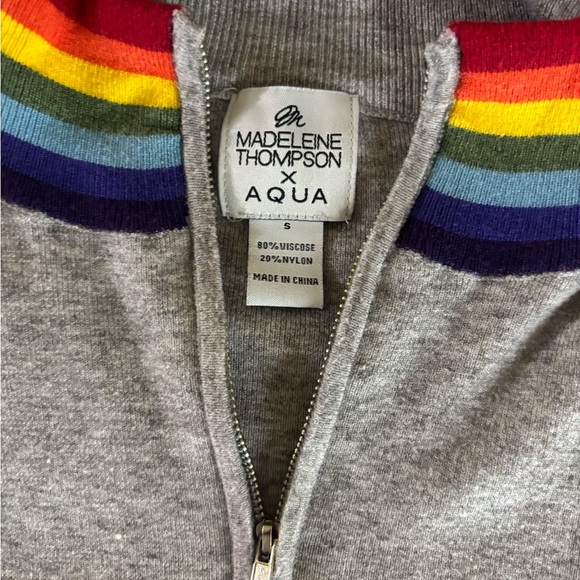 m
MADELEINE
THOMPSON
X
AQUA
S
80% VISCOSE
20% NYLON
MADE IN CHINA